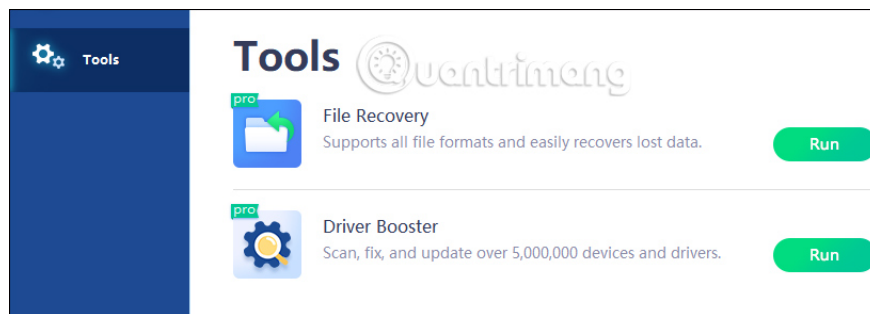 Tools
Tools
Quantrimang
pro
File Recovery
Supports all file formats and easily recovers lost data.
Run
pro
Driver Booster
Scan, fix, and update over 5,000,000 devices and drivers.
Run